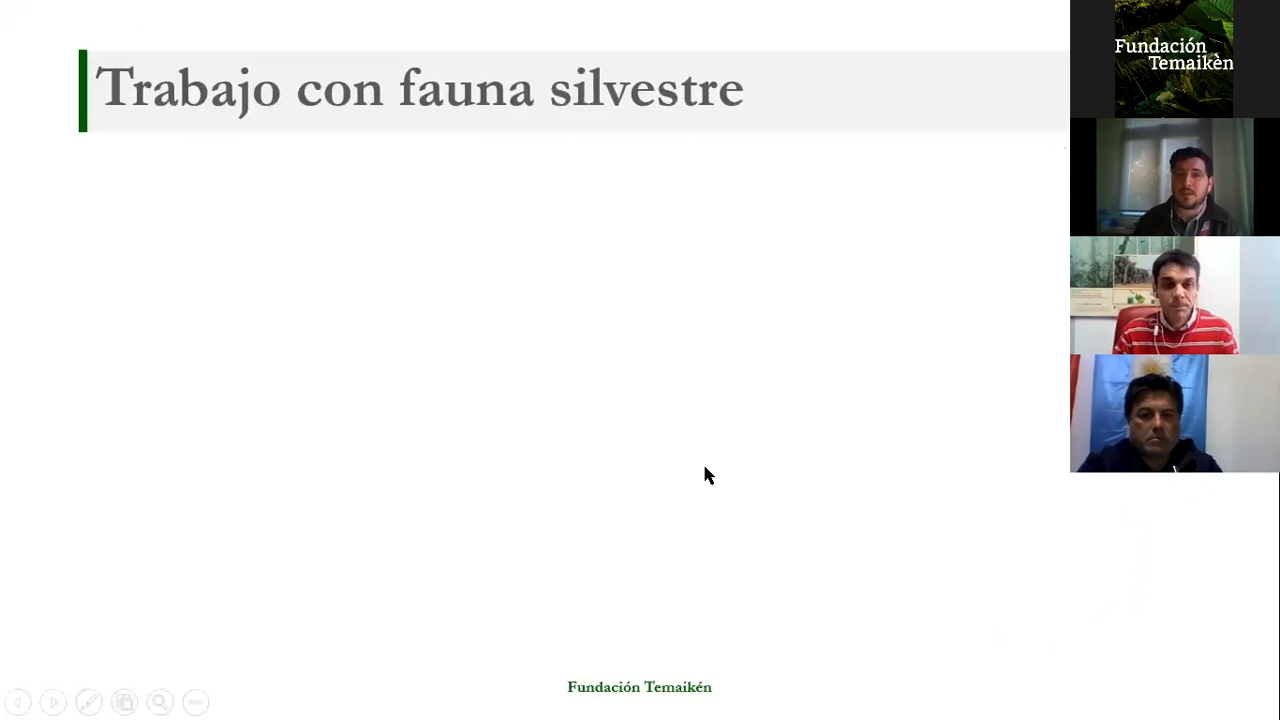 Trabajo con fauna silvestre
Fundación
Temaikèn
Fundación Temaikén